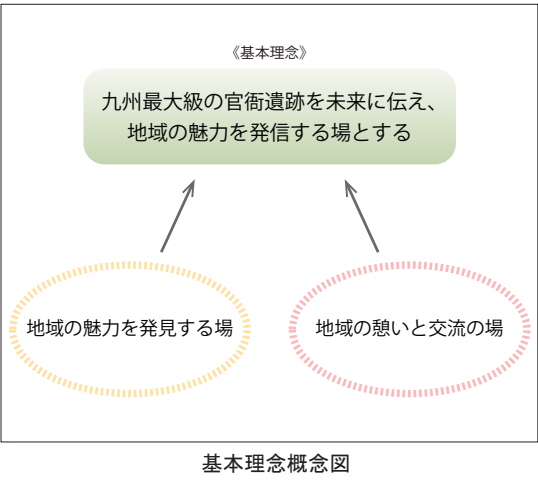 《基本理念》
九州最大級の官衙遺跡を未来に伝え、
地域の魅力を発信する場とする
地域の魅力を発見する場
地域の憩いと交流の場
基本理念概念図